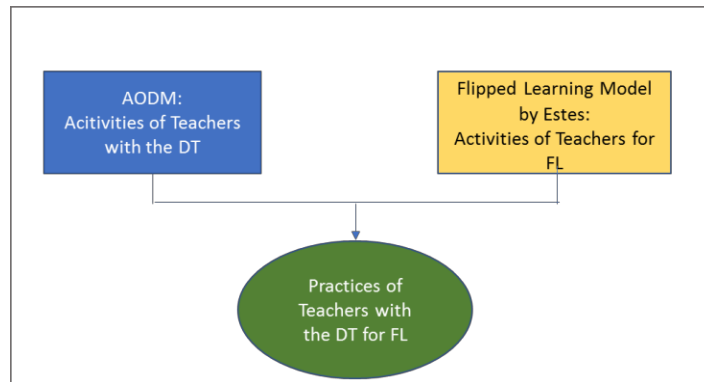 AODM:
Acitivities of Teachers
with the DT
Flipped Learning Model
by Estes:
Activities of Teachers for
FL
Practices of
Teachers with
the DT for FL